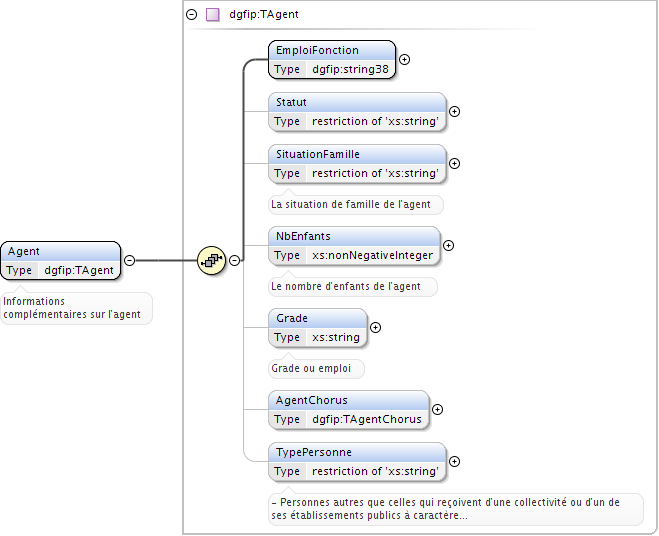 dgfip:TAgent
EmploiFonction
Type dgfip:string38
Statut
Type restriction of 'xs:string'
SituationFamille
Type restriction of 'xs:string'
La situation de famille de l'agent
NbEnfants
Type xs:nonNegativeInteger
Le nombre d'enfants de l'agent
Agent
Type dgfip:TAgent
Informations
complémentaires sur l'agent
Grade
Type xs:string
Grade ou emploi
AgentChorus
Type dgfip:TAgentChorus
TypePersonne
Type restriction of 'xs:string'
- Personnes autres que celles qui reçoivent d'une collectivité ou d'un de
ses établissements publics à caractère...